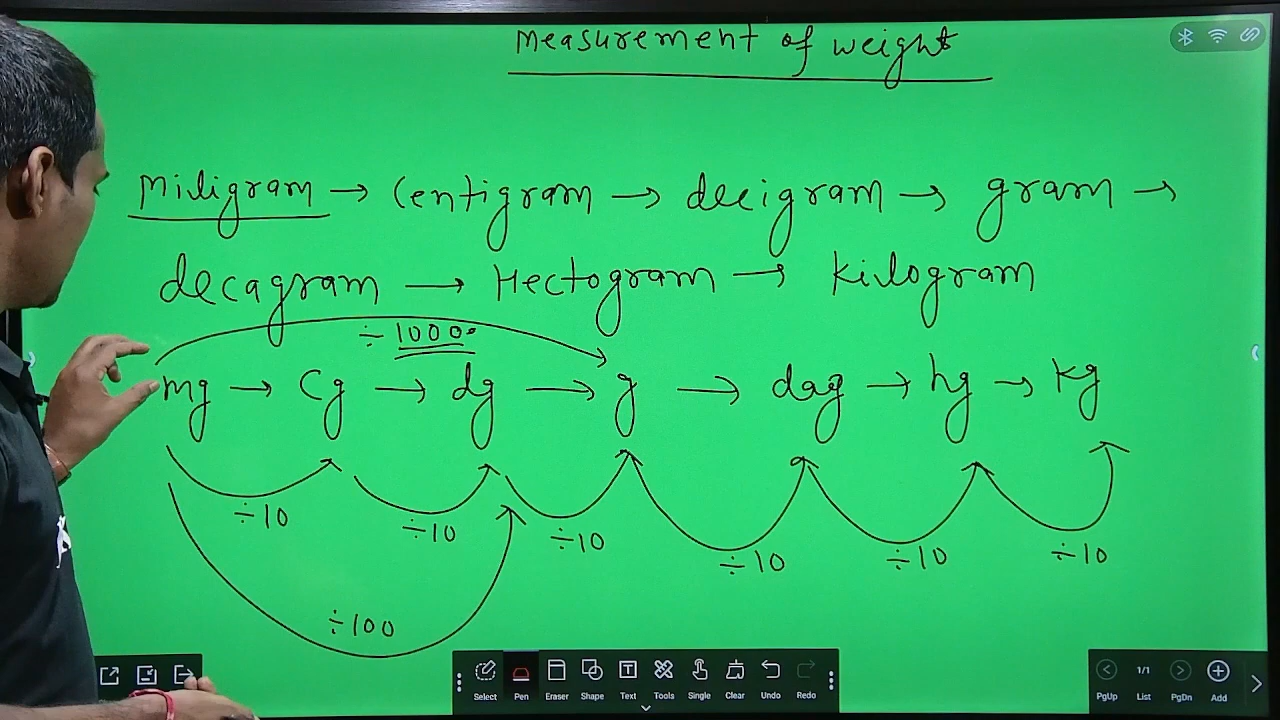 Measurement of weight
Miligram → Centigram → decigram → gram →
decagram → Hectogram → Kilogram
÷ 1000
mg → Cg → dg → g → dag → hg → kg
÷10 ÷10 ÷10 ÷10 ÷10 ÷10
÷100
Select Pen Eraser Shape Text Tools Single Clear Undo Redo
1/1
PgUp List PgDn Add